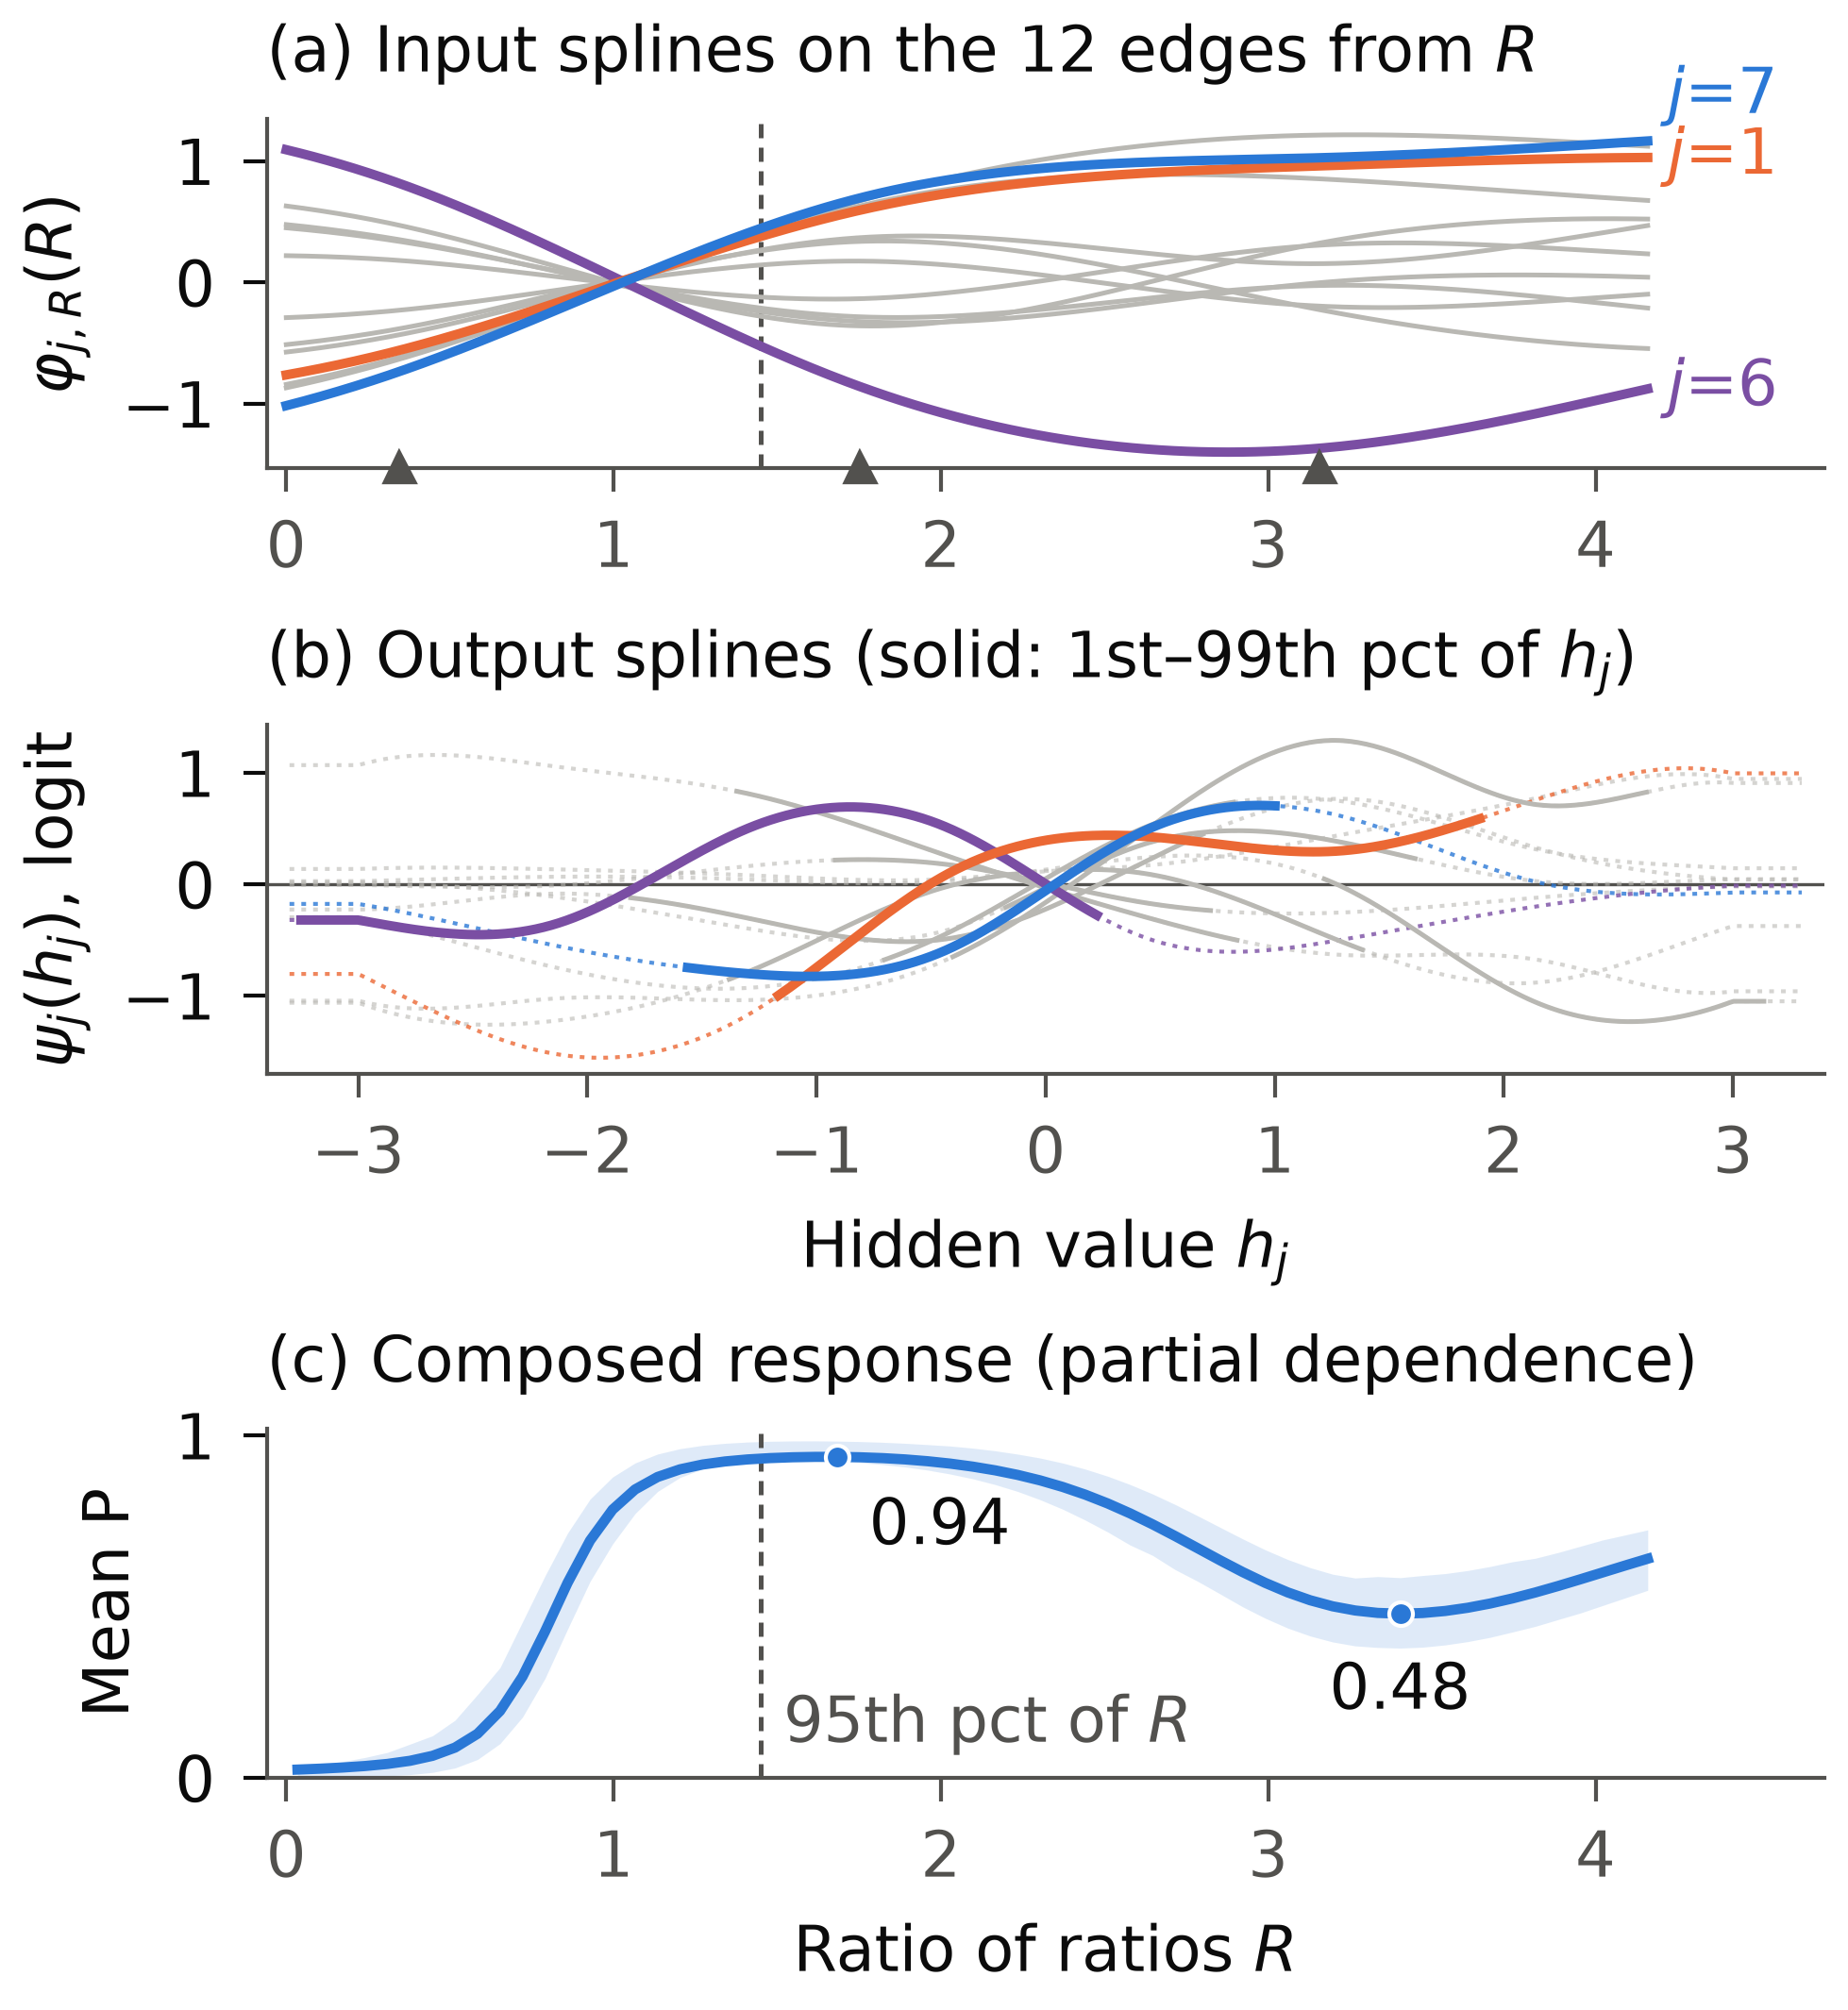 (a) Input splines on the 12 edges from R
j=7
j=1
j=6
φj, R(R)
1
0
−1
0 1 2 3 4
(b) Output splines (solid: 1st–99th pct of hj)
ψj(hj), logit
1
0
−1
−3 −2 −1 0 1 2 3
Hidden value hj
(c) Composed response (partial dependence)
Mean P
1
0
0.94
0.48
95th pct of R
0 1 2 3 4
Ratio of ratios R